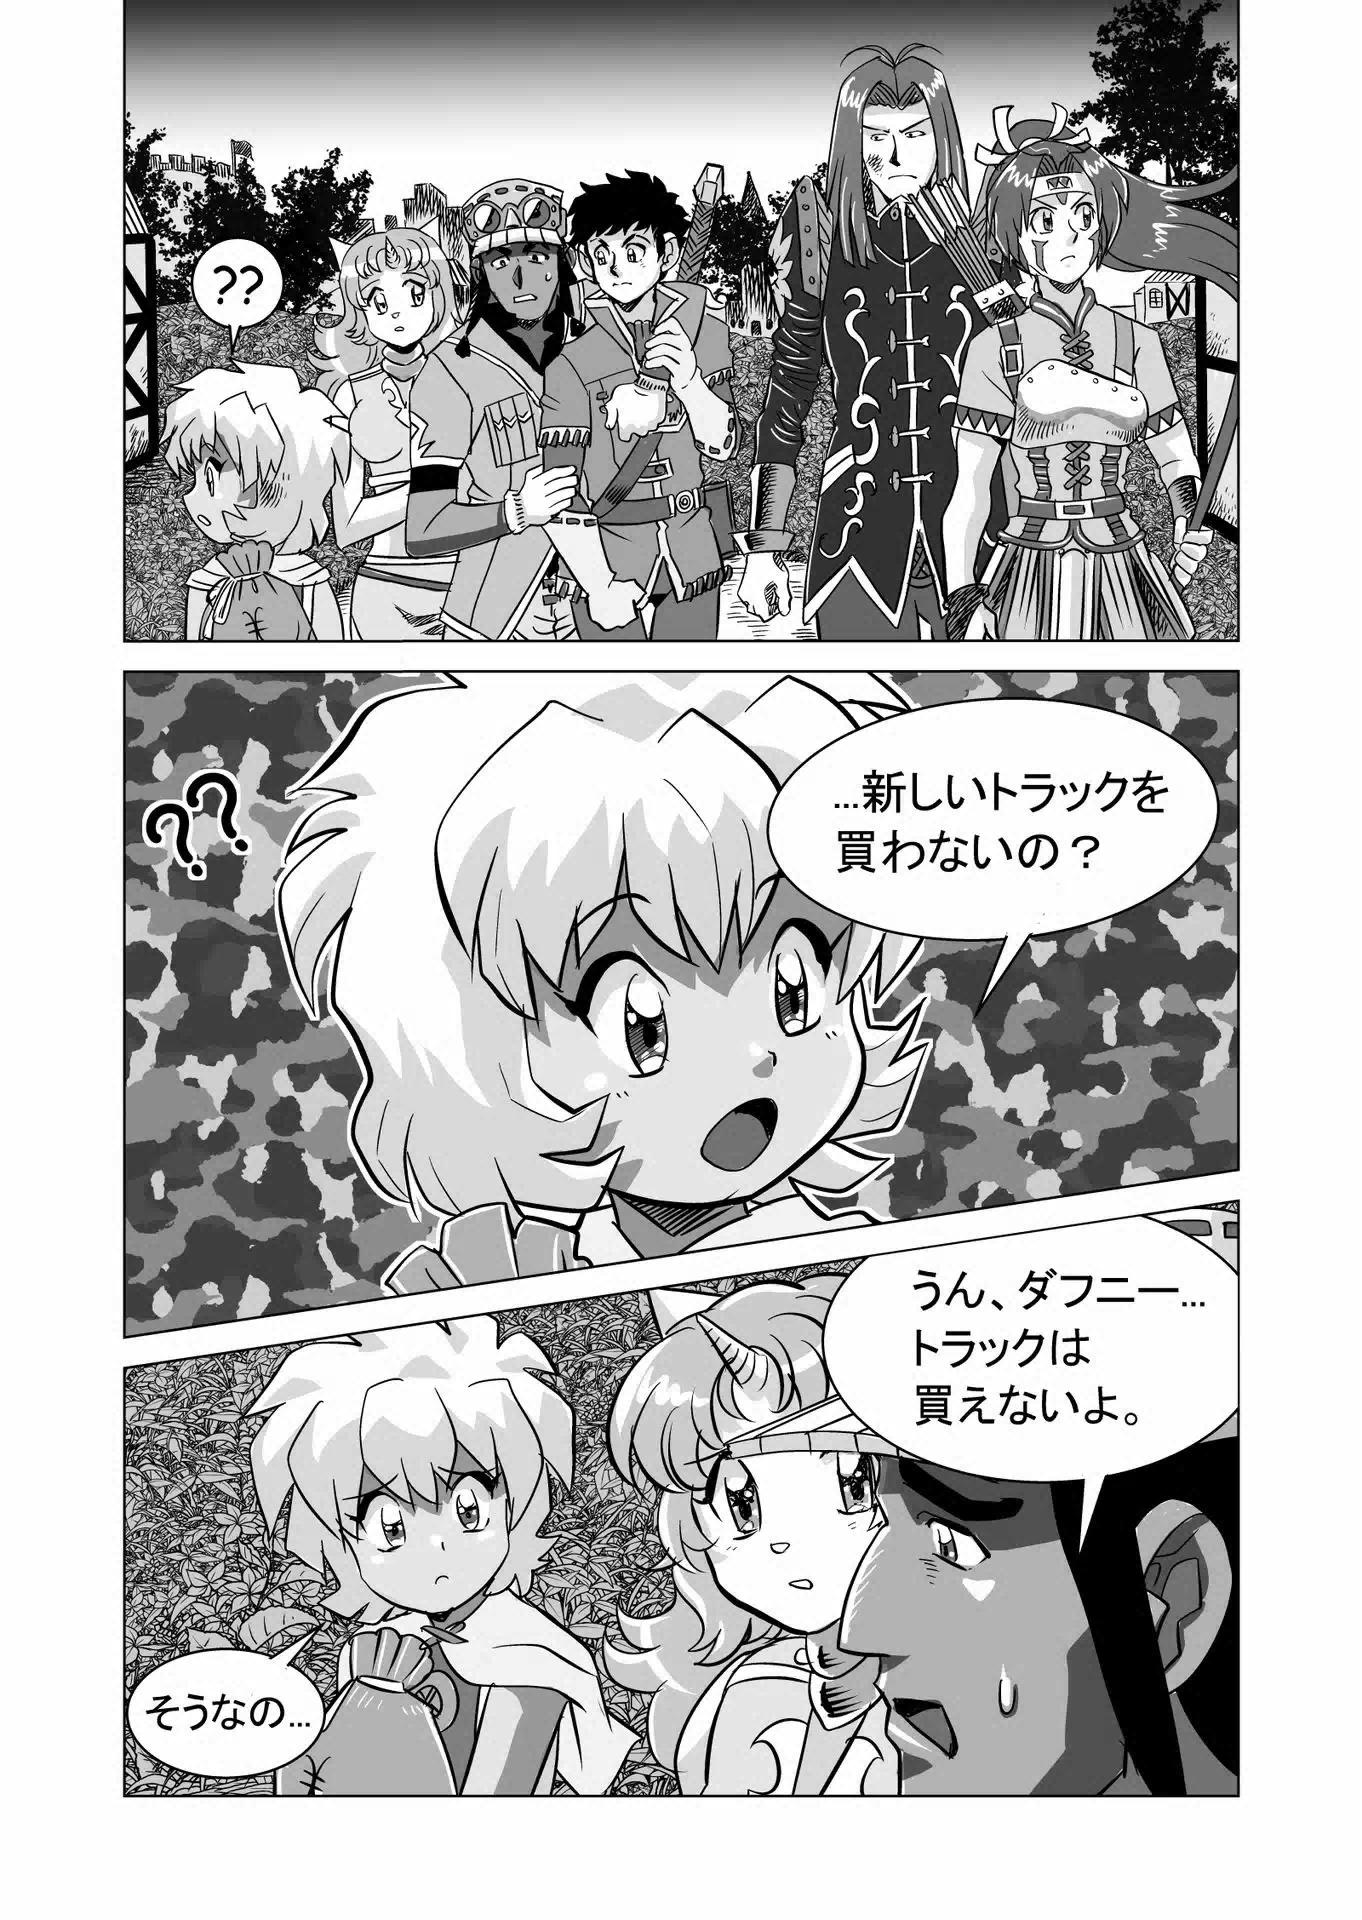 ??
??
...新しいトラックを
買わないの？
うん、ダフニー...
トラックは
買えないよ。
そうなの...